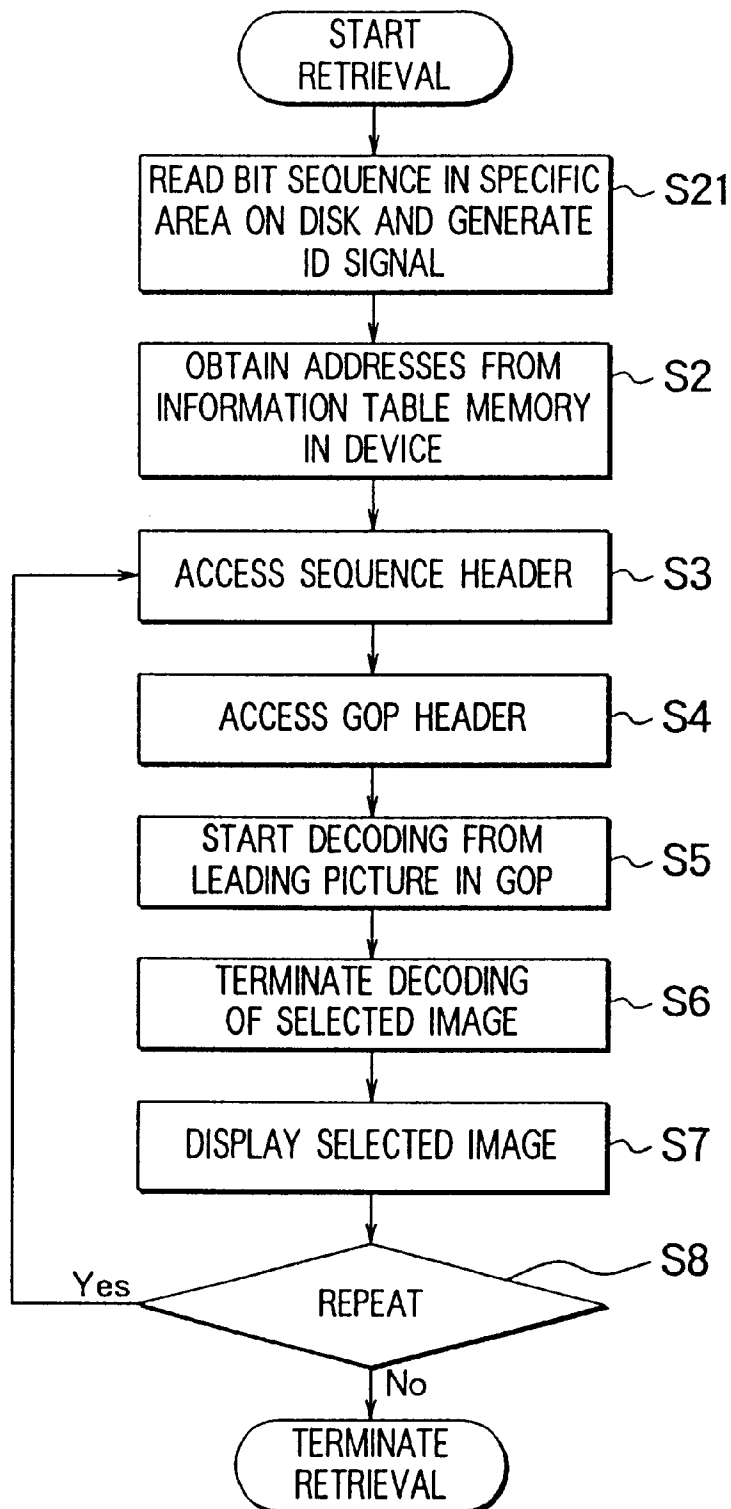 START
RETRIEVAL
READ BIT SEQUENCE IN SPECIFIC
AREA ON DISK AND GENERATE
ID SIGNAL
S21
OBTAIN ADDRESSES FROM
INFORMATION TABLE MEMORY
IN DEVICE
S2
ACCESS SEQUENCE HEADER
S3
ACCESS GOP HEADER
S4
START DECODING FROM
LEADING PICTURE IN GOP
S5
TERMINATE DECODING
OF SELECTED IMAGE
S6
DISPLAY SELECTED IMAGE
S7
S8
Yes
REPEAT
No
TERMINATE
RETRIEVAL